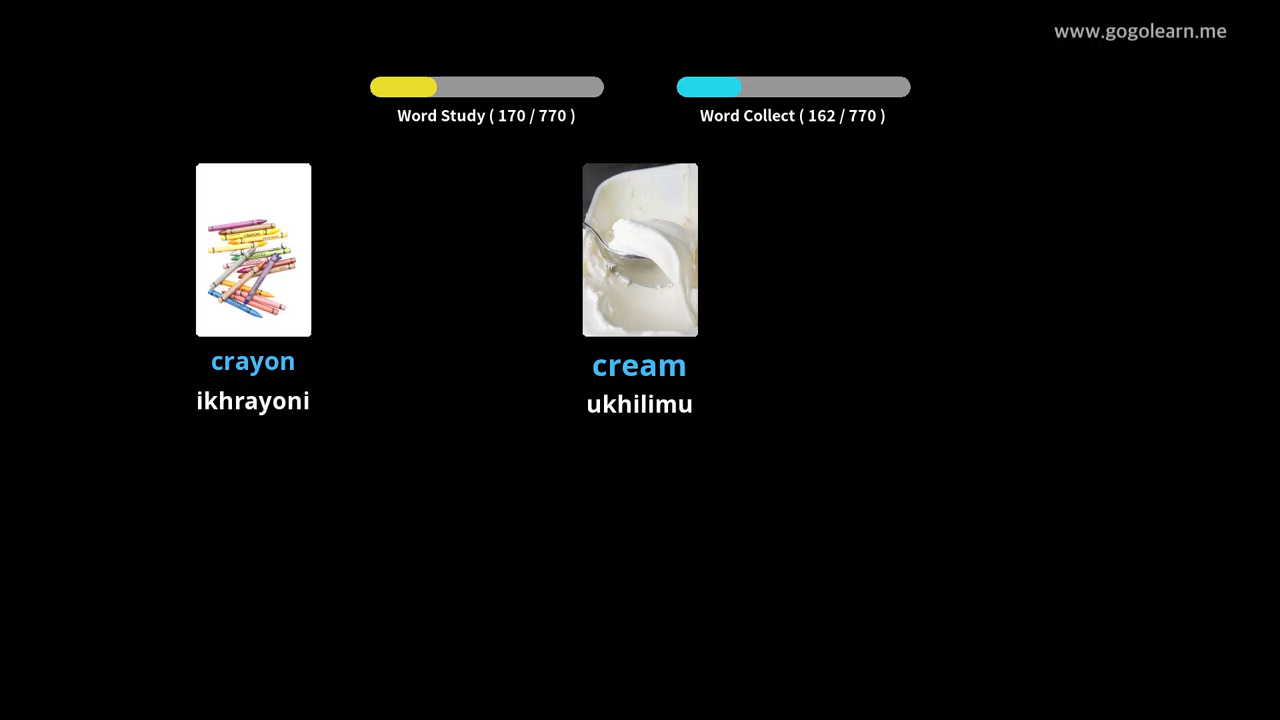 www.gogolearn.me
Word Study ( 170 / 770 )
Word Collect ( 162 / 770 )
crayon
ikhrayoni
cream
ukhilimu